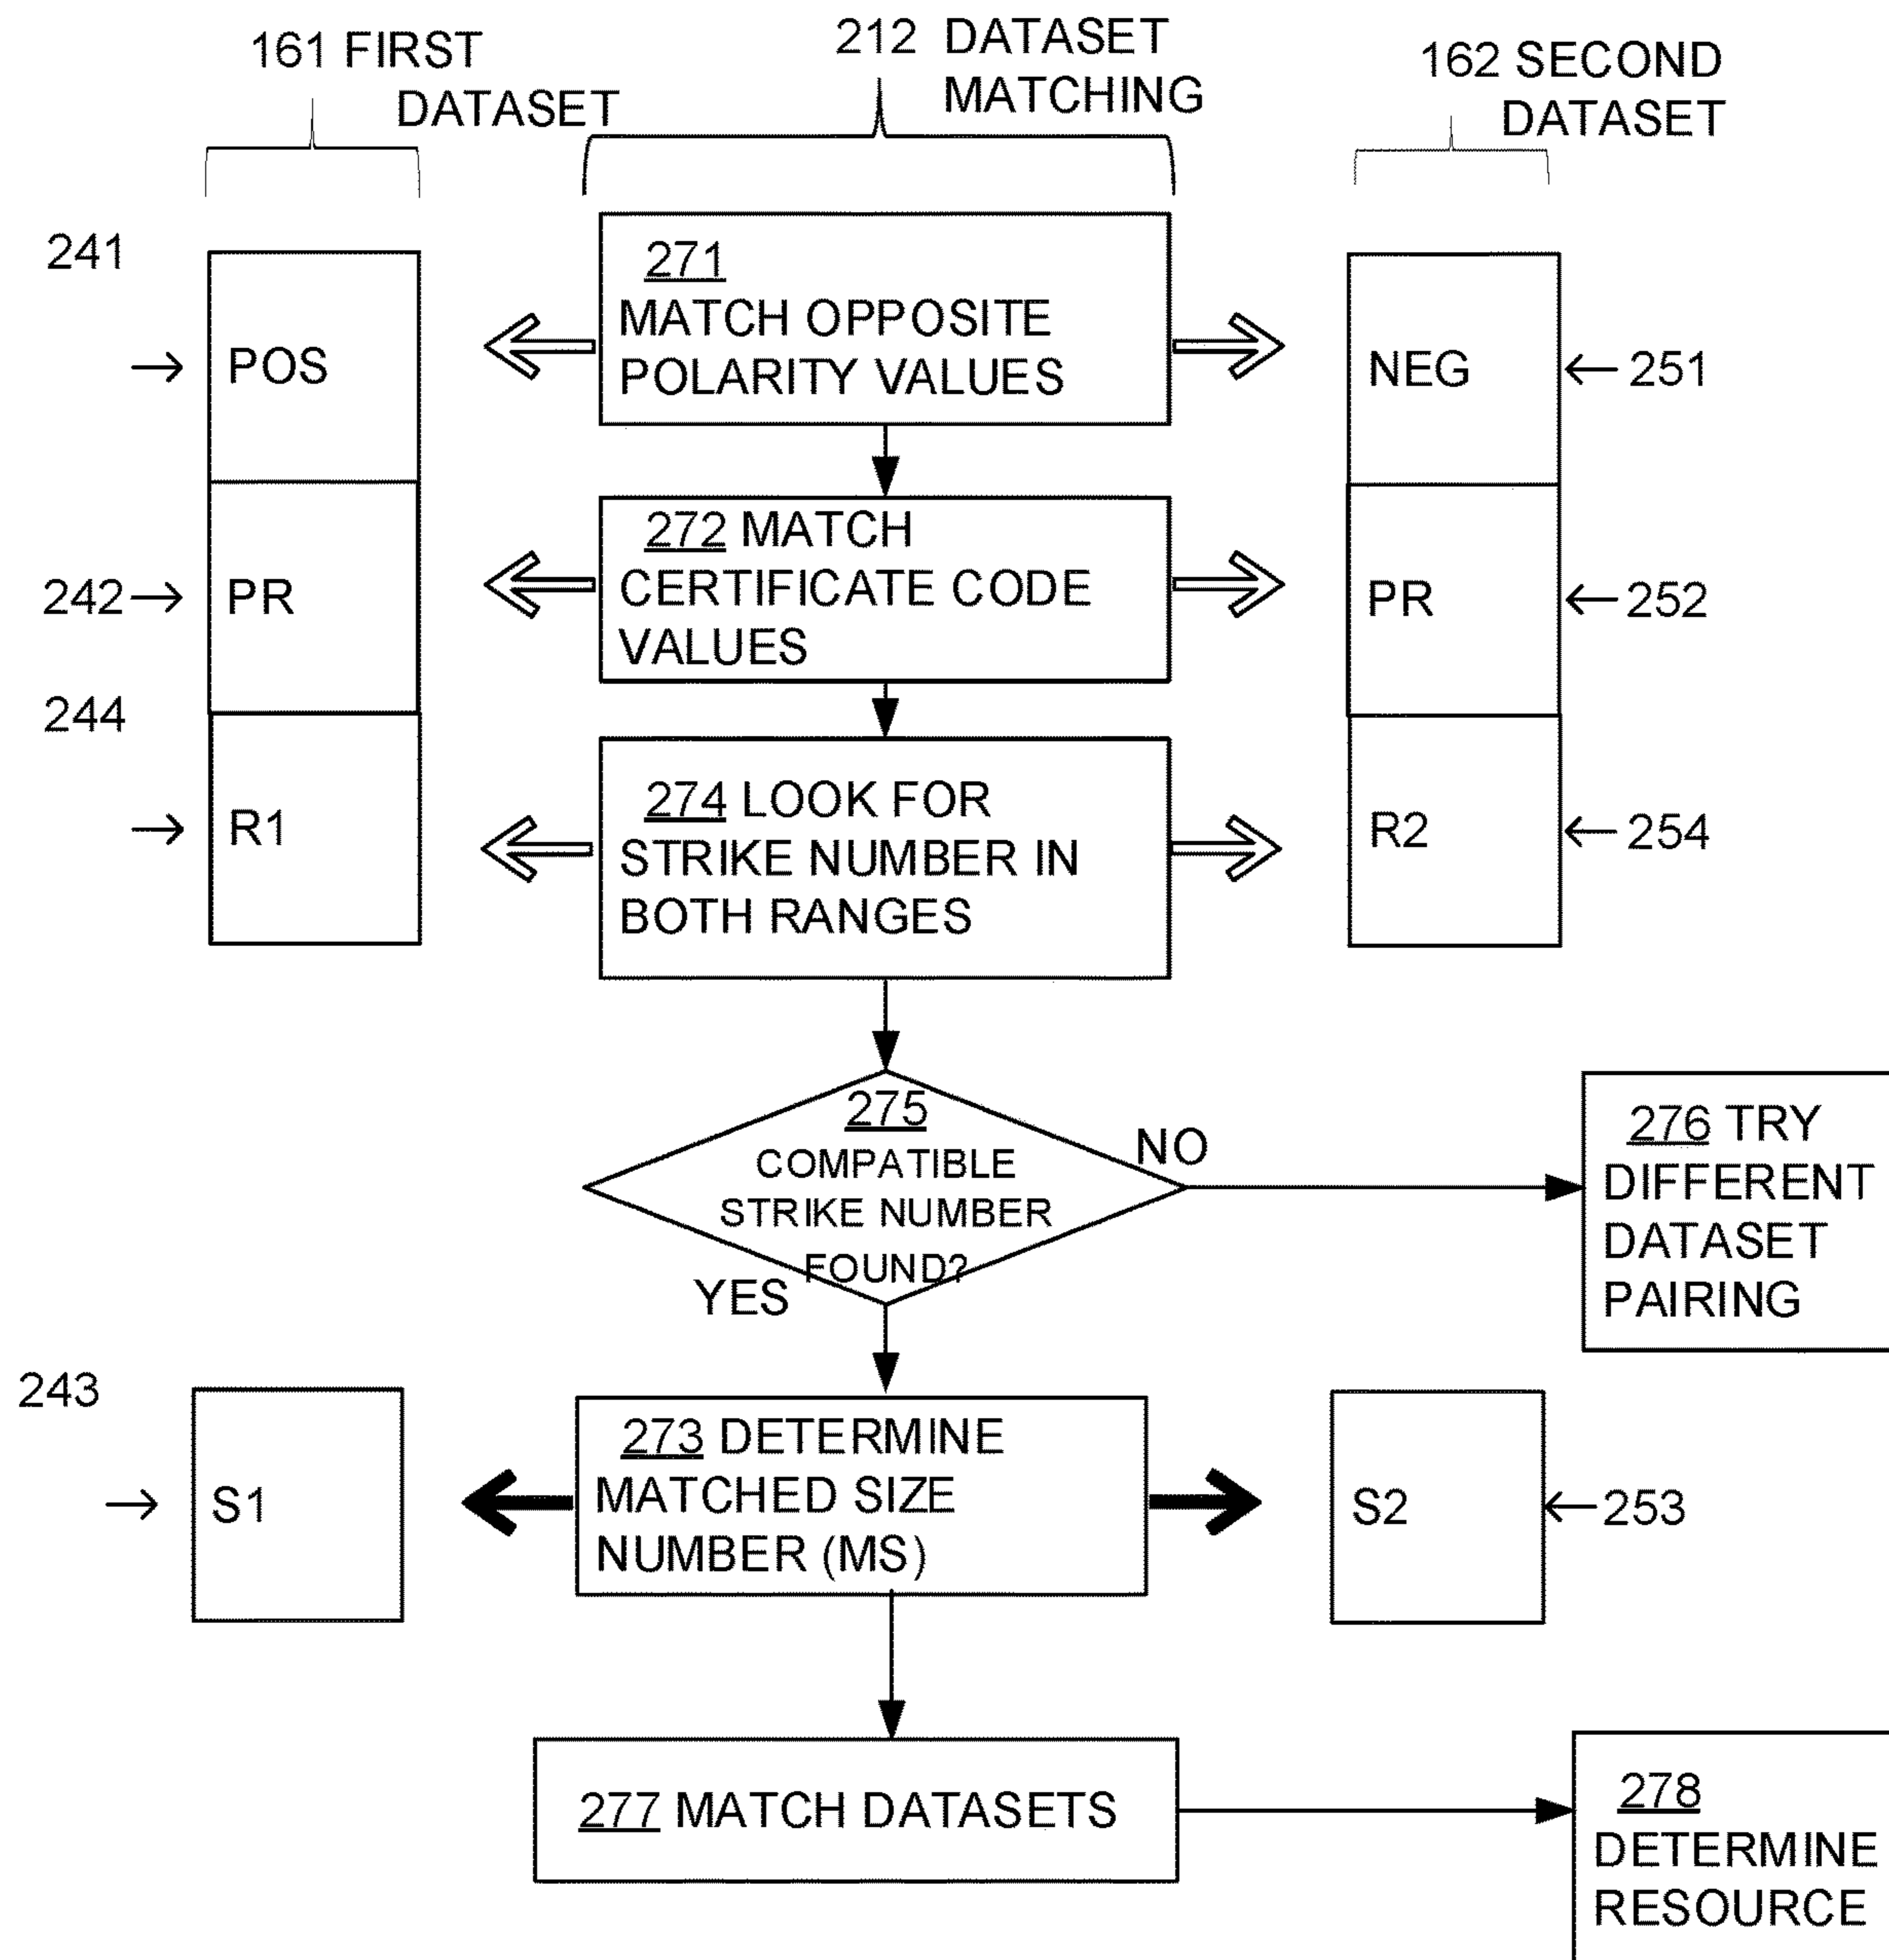 161 FIRST
DATASET
212 DATASET
MATCHING
162 SECOND
DATASET
241
POS
271
MATCH OPPOSITE
POLARITY VALUES
NEG
251
242
PR
272 MATCH
CERTIFICATE CODE
VALUES
PR
252
244
R1
274 LOOK FOR
STRIKE NUMBER IN
BOTH RANGES
R2
254
275
COMPATIBLE
STRIKE NUMBER
FOUND?
NO
YES
276 TRY
DIFFERENT
DATASET
PAIRING
243
S1
273 DETERMINE
MATCHED SIZE
NUMBER (MS)
S2
253
277 MATCH DATASETS
278
DETERMINE
RESOURCE